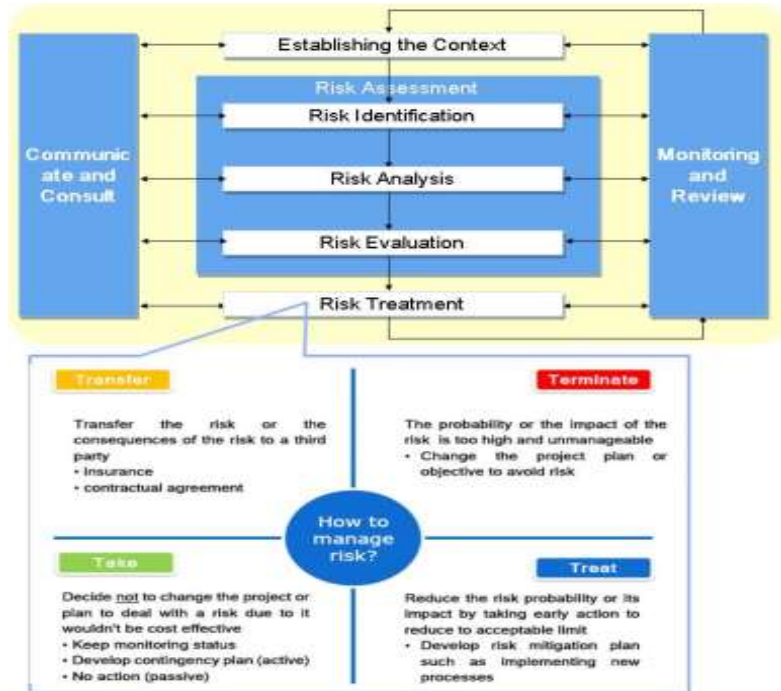 Establishing the Context
Risk Assessment
Risk Identification
Communic
ate and
Consult
Risk Analysis
Monitoring
and
Review
Risk Evaluation
Risk Treatment
Transfer
Transfer the risk or the
consequences of the risk to a third
party
• Insurance
• contractual agreement
Terminate
The probability or the impact of the
risk is too high and unmanageable
• Change the project plan or
objective to avoid risk
How to
manage
risk?
Take
Decide not to change the project or
plan to deal with a risk due to it
wouldn't be cost effective
• Keep monitoring status
• Develop contingency plan (active)
• No action (passive)
Treat
Reduce the risk probability or its
impact by taking early action to
reduce to acceptable limit
• Develop risk mitigation plan
such as implementing new
processes